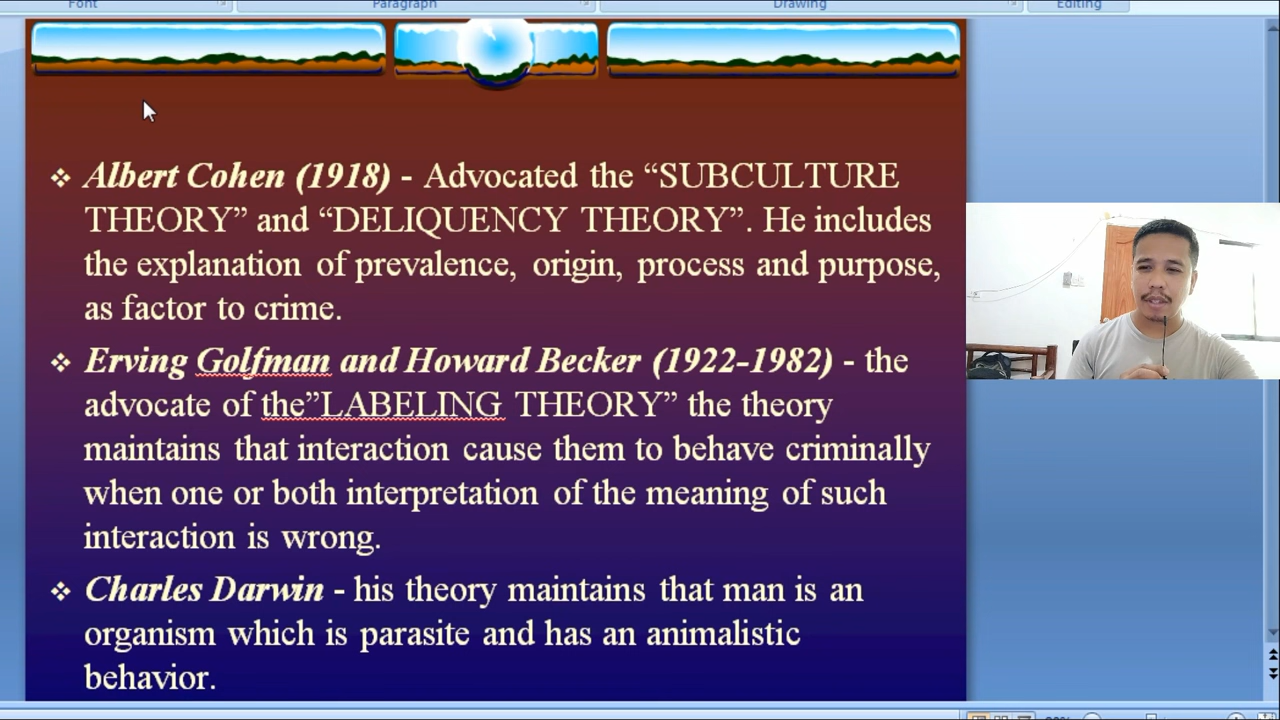 Font Paragraph Drawing Editing
❖ Albert Cohen (1918) - Advocated the “SUBCULTURE
THEORY” and “DELIQUENCY THEORY”. He includes
the explanation of prevalence, origin, process and purpose,
as factor to crime.
❖ Erving Golfman and Howard Becker (1922-1982) - the
advocate of the”LABELING THEORY” the theory
maintains that interaction cause them to behave criminally
when one or both interpretation of the meaning of such
interaction is wrong.
❖ Charles Darwin - his theory maintains that man is an
organism which is parasite and has an animalistic
behavior.